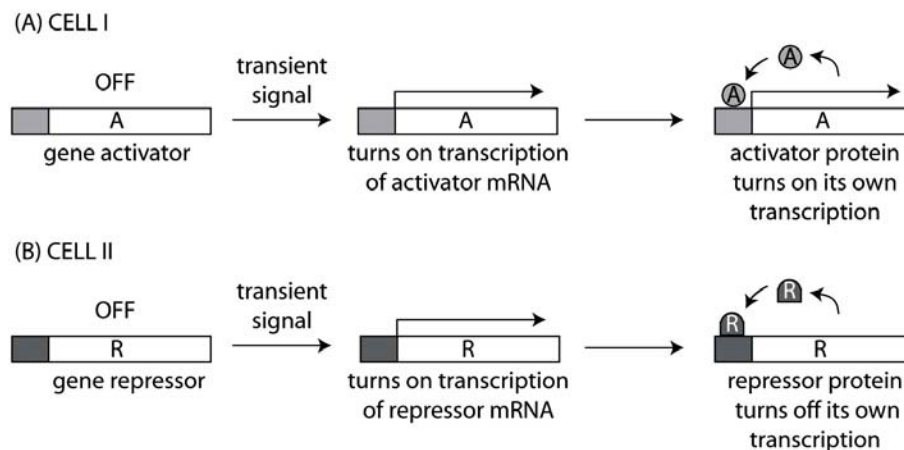 (A) CELL I
OFF
transient
signal
A
A
A
A
A
gene activator
turns on transcription
of activator mRNA
activator protein
turns on its own
transcription
(B) CELL II
OFF
transient
signal
R
R
R
R
R
gene repressor
turns on transcription
of repressor mRNA
repressor protein
turns off its own
transcription